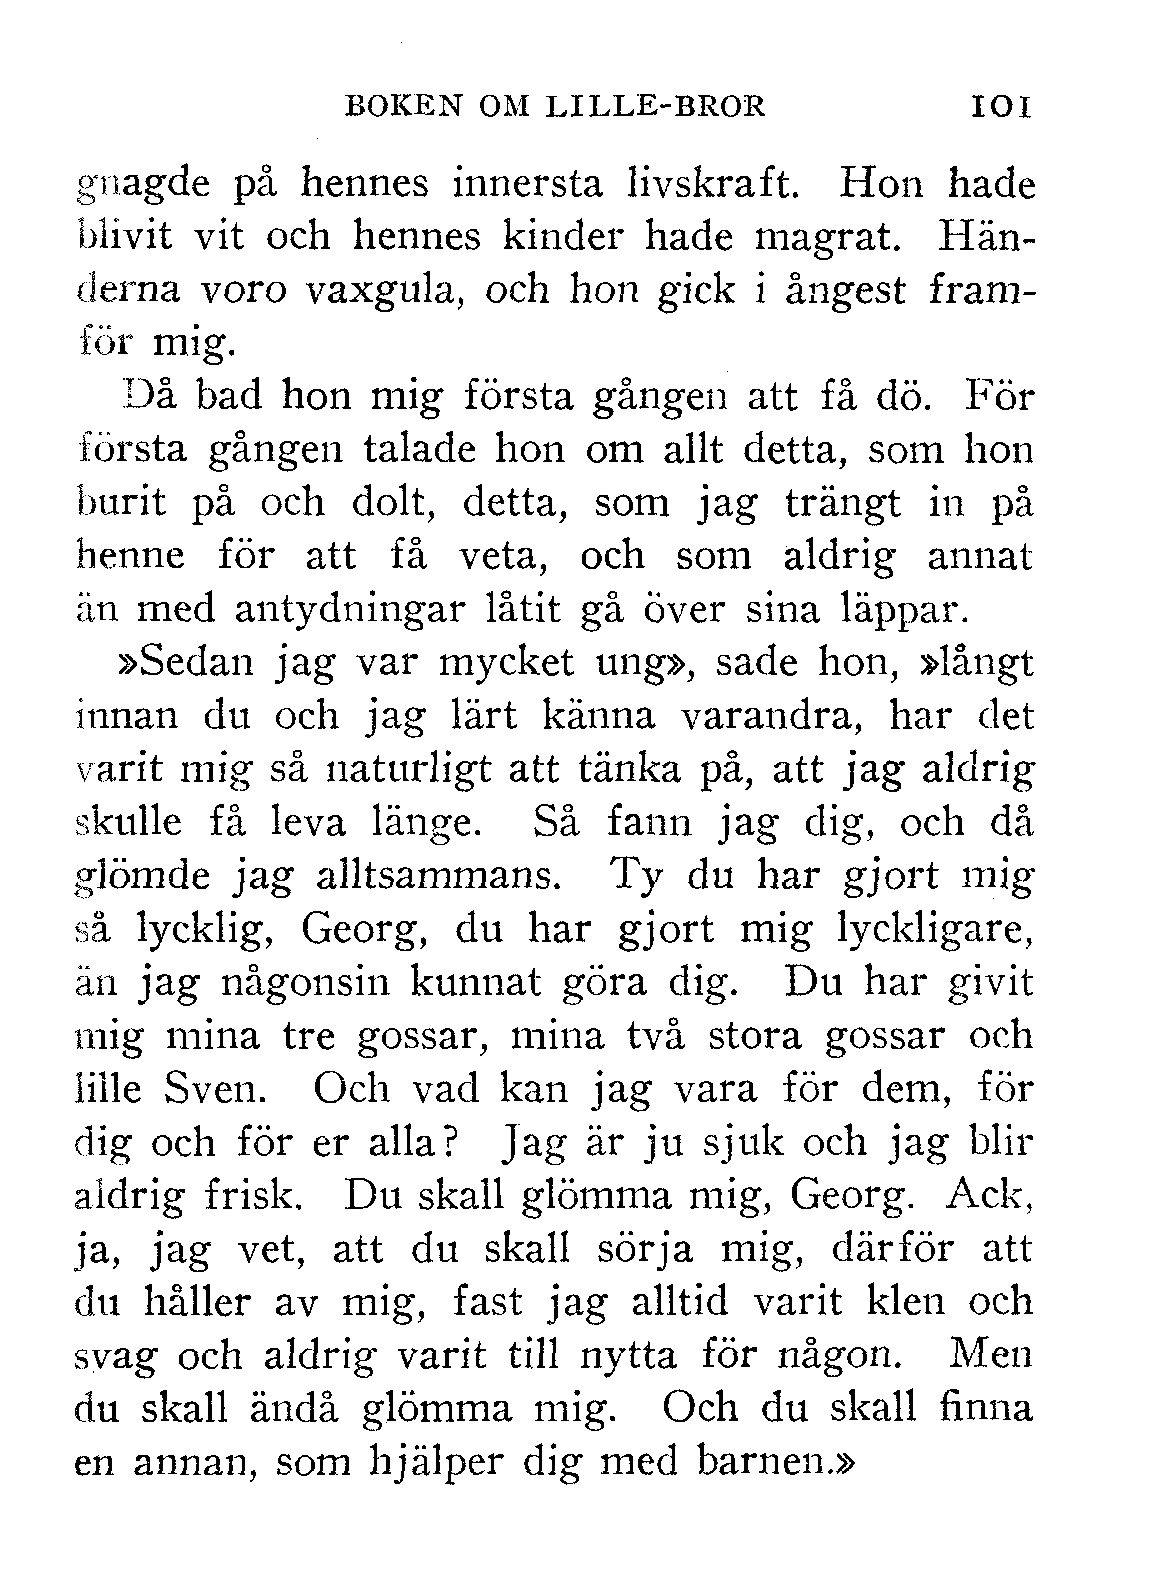 BOKEN OM LILLE-BROR 101
gnagde på hennes innersta livskraft. Hon hade
blivit vit och hennes kinder hade magrat. Hän-
derna voro vaxgula, och hon gick i ångest fram-
för mig.
Då bad hon mig första gången att få dö. För
första gången talade hon om allt detta, som hon
burit på och dolt, detta, som jag trängt in på
henne för att få veta, och som aldrig annat
än med antydningar låtit gå över sina läppar.
»Sedan jag var mycket ung», sade hon, »långt
innan du och jag lärt känna varandra, har det
varit mig så naturligt att tänka på, att jag aldrig
skulle få leva länge. Så fann jag dig, och då
glömde jag alltsammans. Ty du har gjort mig
så lycklig, Georg, du har gjort mig lyckligare,
än jag någonsin kunnat göra dig. Du har givit
mig mina tre gossar, mina två stora gossar och
lille Sven. Och vad kan jag vara för dem, för
dig och för er alla? Jag är ju sjuk och jag blir
aldrig frisk. Du skall glömma mig, Georg. Ack,
ja, jag vet, att du skall sörja mig, därför att
du håller av mig, fast jag alltid varit klen och
svag och aldrig varit till nytta för någon. Men
du skall ändå glömma mig. Och du skall finna
en annan, som hjälper dig med barnen.»